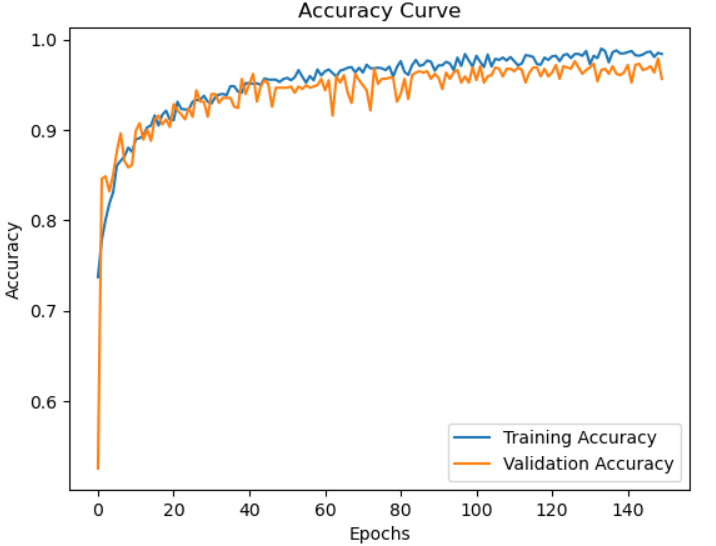 Accuracy Curve
1.0
0.9
0.8
0.7
0.6
Accuracy
0 20 40 60 80 100 120 140
Epochs
Training Accuracy
Validation Accuracy